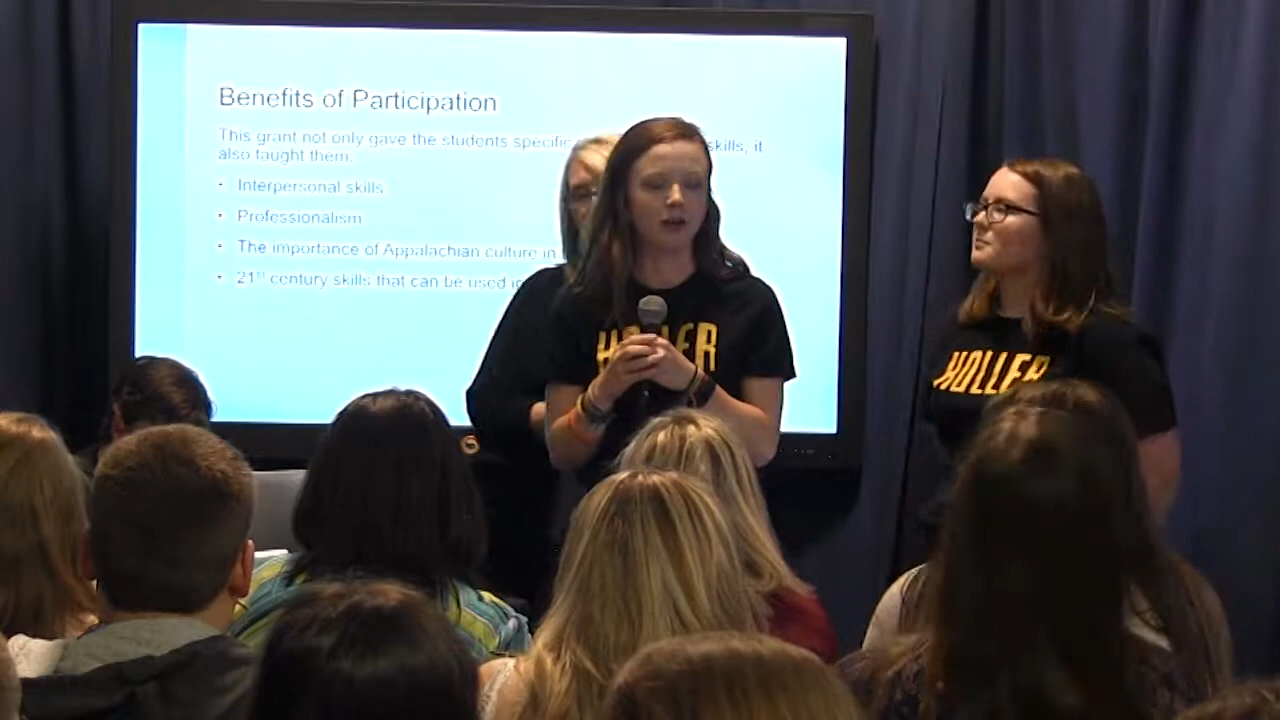 Benefits of Participation
This grant not only gave the students specific skills, it
also taught them:
• Interpersonal skills
• Professionalism
• The importance of Appalachian culture in
• 21st century skills that can be used
HOLLER
HOLLER